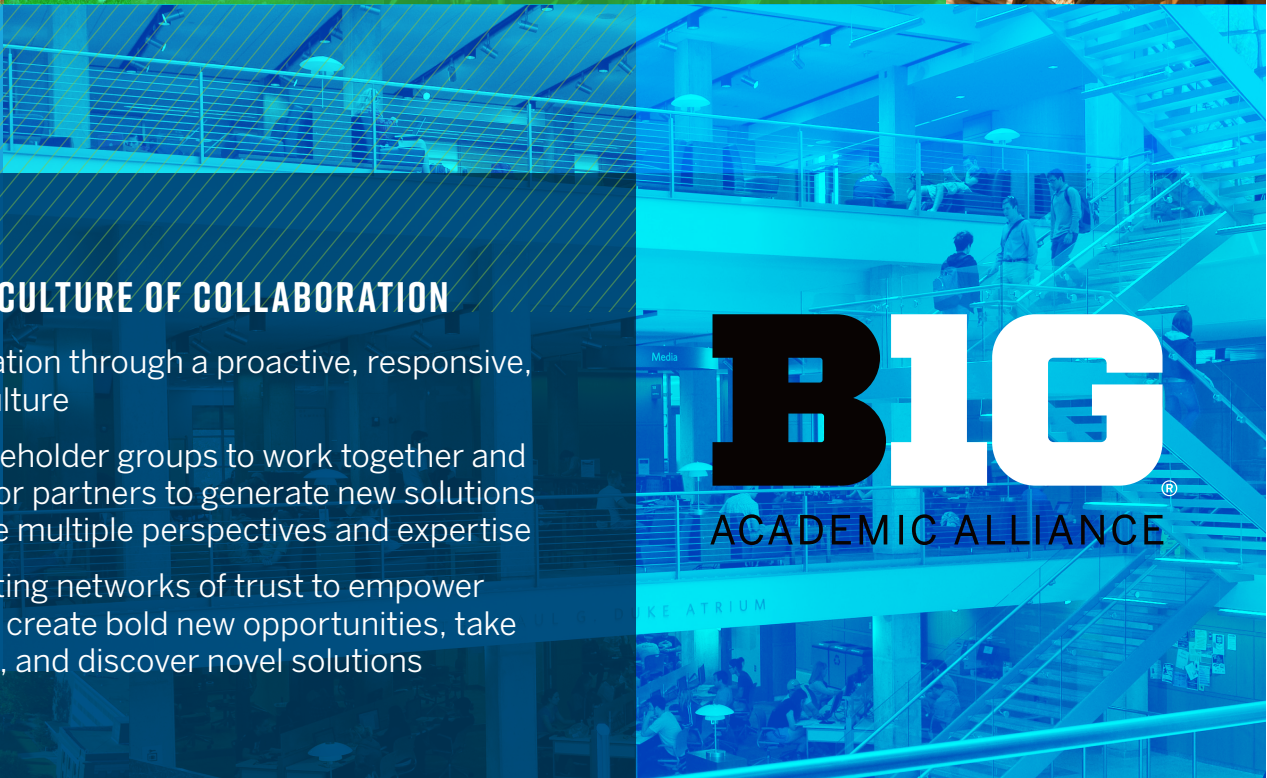 CULTURE OF COLLABORATION
ation through a proactive, responsive,
lture
eholder groups to work together and
or partners to generate new solutions
e multiple perspectives and expertise
ting networks of trust to empower
create bold new opportunities, take
, and discover novel solutions
Media
B1G
®
ACADEMIC ALLIANCE
G. DUKE ATRIUM